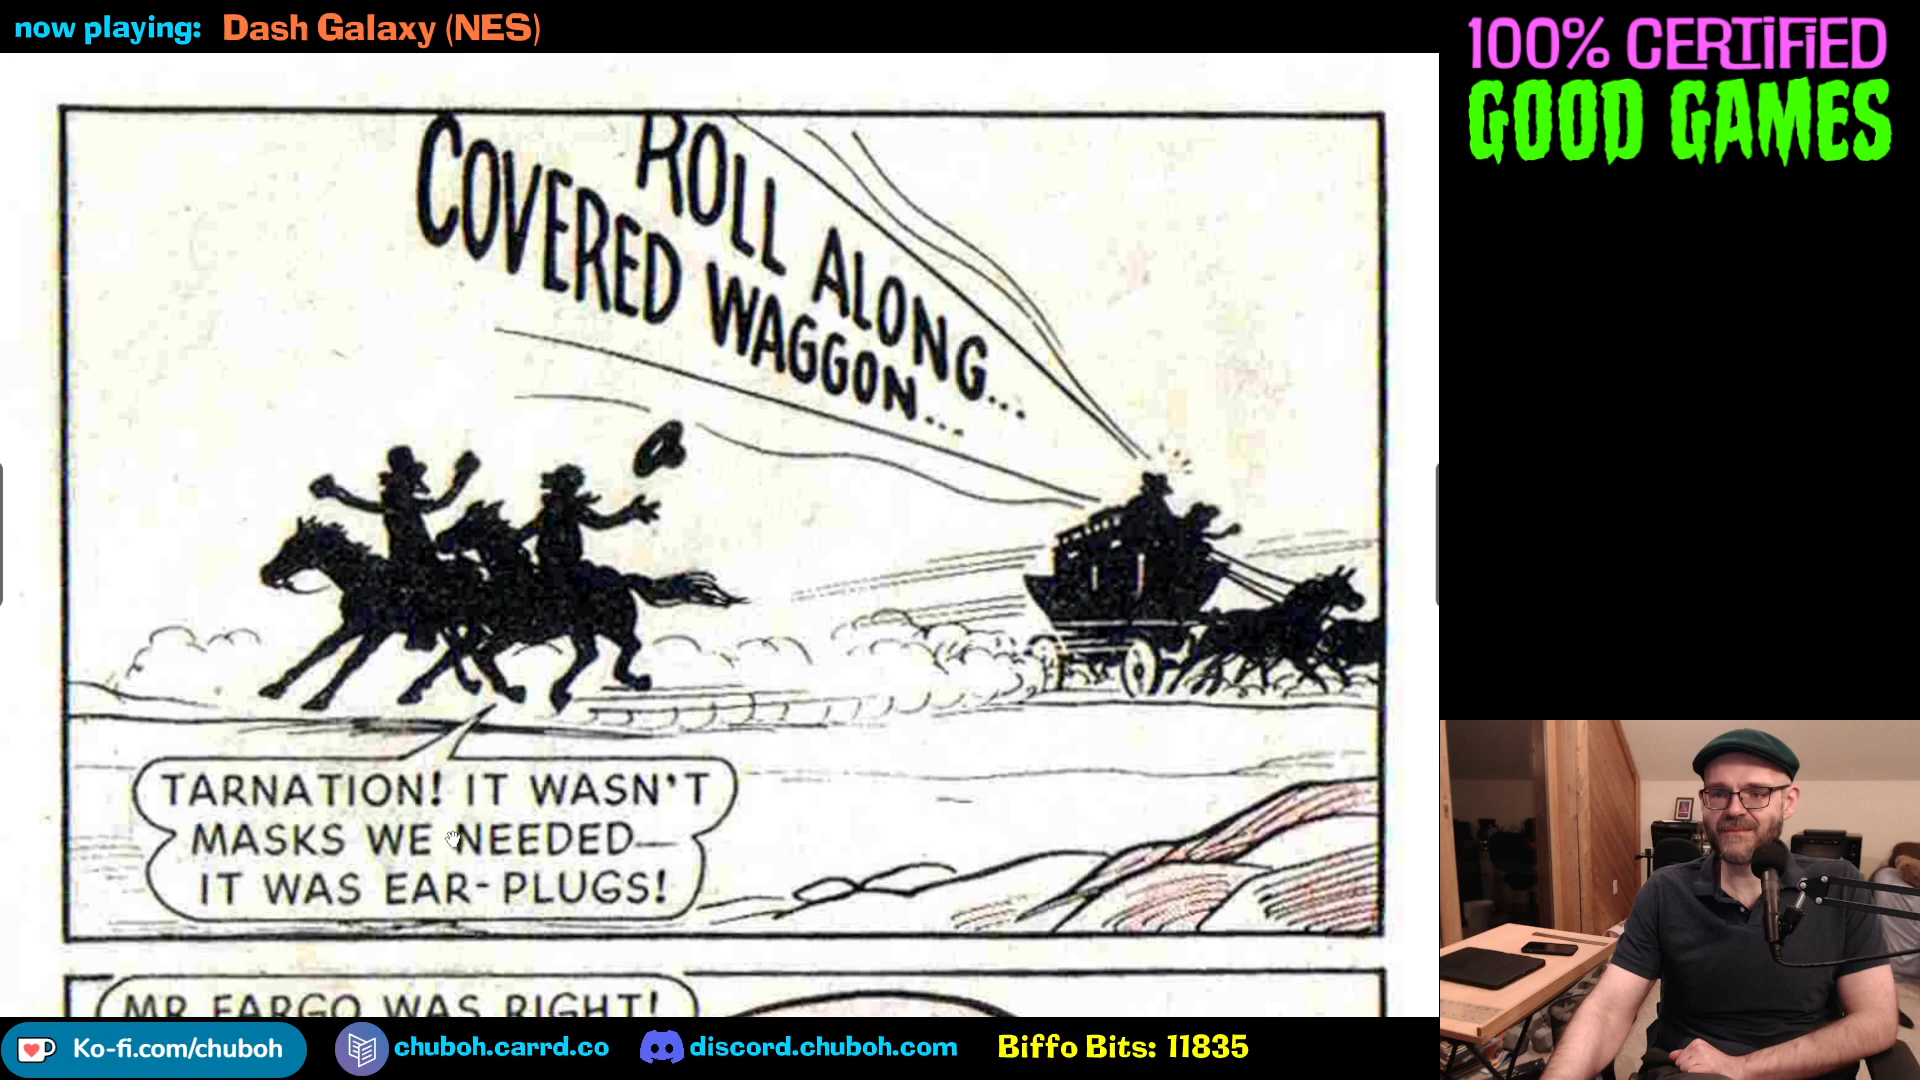 now playing: Dash Galaxy (NES)
100% CERTiFiED
GOOD GAMES
ROLL ALONG...
COVERED WAGGON...
TARNATION! IT WASN'T
MASKS WE NEEDED—
IT WAS EAR-PLUGS!
MR FARGO WAS RIGHT!
Ko-fi.com/chuboh
chuboh.carrd.co
discord.chuboh.com
Biffo Bits: 11835